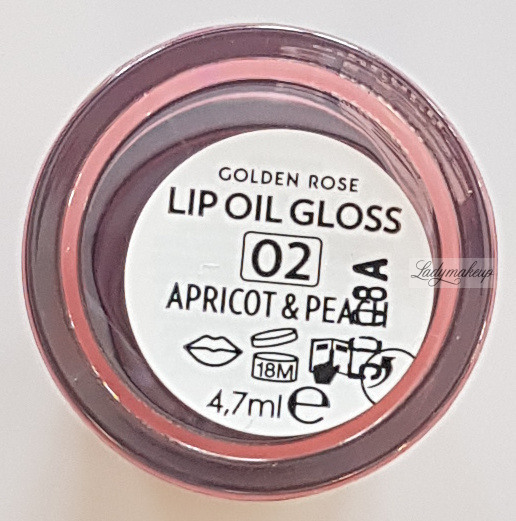 GOLDEN ROSE
LIP OIL GLOSS
02
APRICOT & PEACH
18M
4,7ml e
Ladymakeup